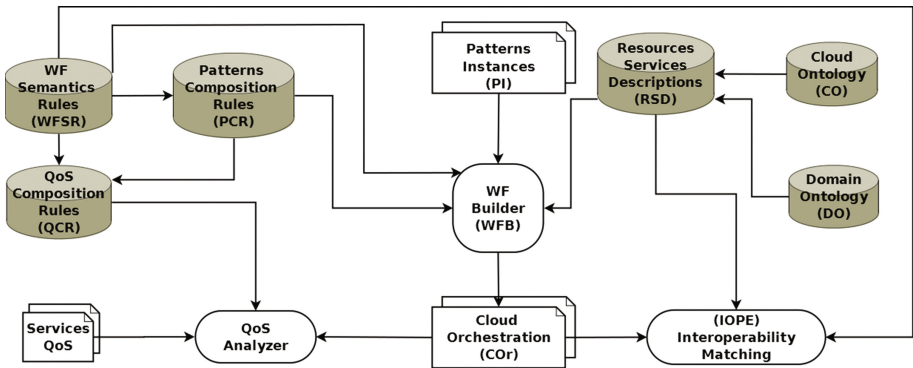 WF
Semantics
Rules
(WFSR)
Patterns
Composition
Rules
(PCR)
Patterns
Instances
(PI)
Resources
Services
Descriptions
(RSD)
Cloud
Ontology
(CO)
QoS
Composition
Rules
(QCR)
WF
Builder
(WFB)
Domain
Ontology
(DO)
Services
QoS
QoS
Analyzer
Cloud
Orchestration
(COr)
(IOPE)
Interoperability
Matching